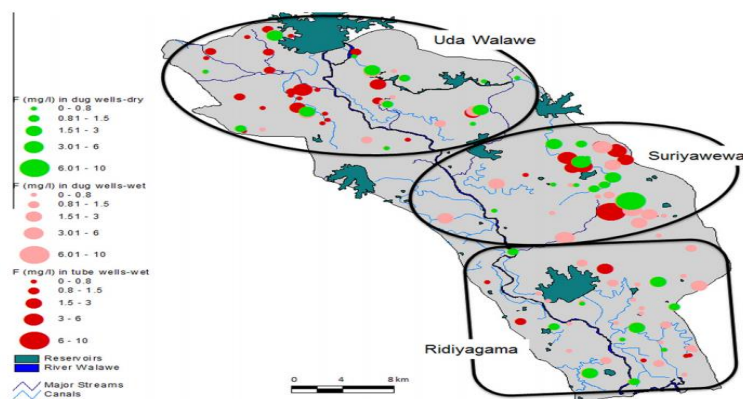 Uda Walawe
Suriyawewa
Ridiyagama
F (mg/l) in dug wells-dry
0 - 0.8
0.81 - 1.5
1.51 - 3
3.01 - 6
6.01 - 10
F (mg/l) in dug wells-wet
0 - 0.8
0.81 - 1.5
1.51 - 3
3.01 - 6
6.01 - 10
F (mg/l) in tube wells-wet
0 - 0.8
0.8 - 1.5
1.5 - 3
3 - 6
6 - 10
Reservoirs
River Walawe
Major Streams
Canals
0 4 8 km